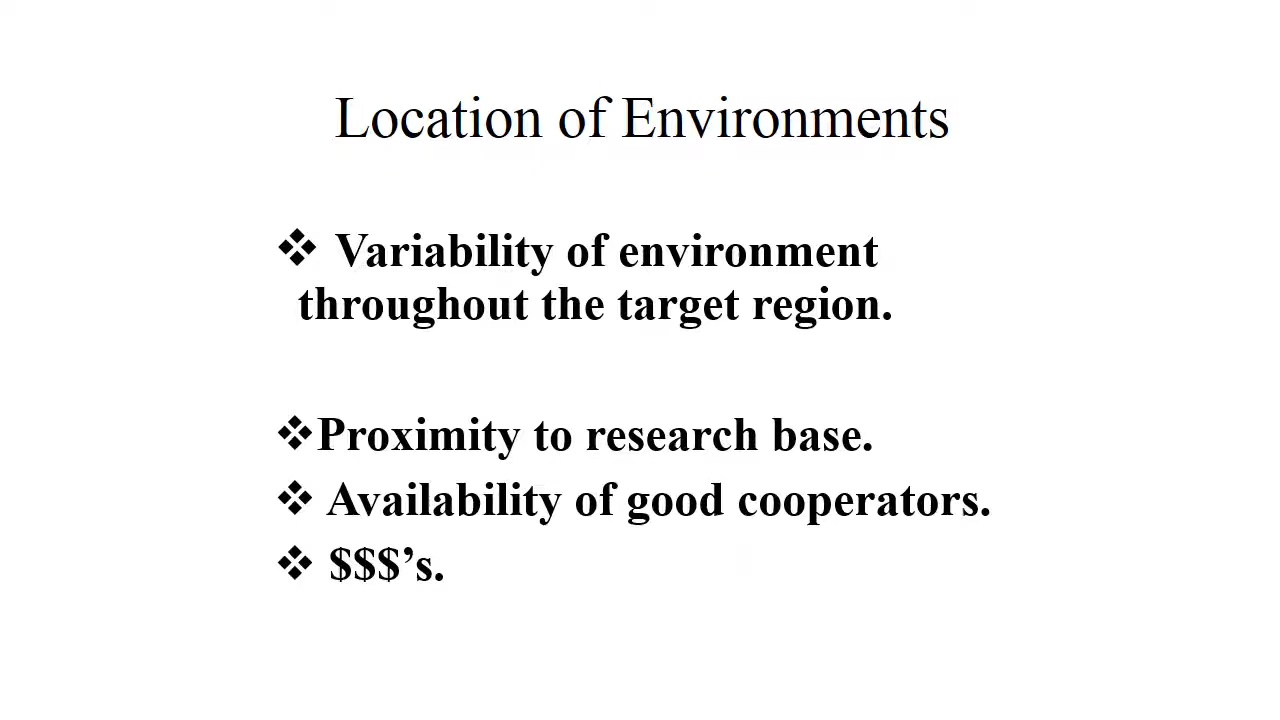 Location of Environments
❖ Variability of environment
throughout the target region.
❖Proximity to research base.
❖ Availability of good cooperators.
❖ $$$’s.